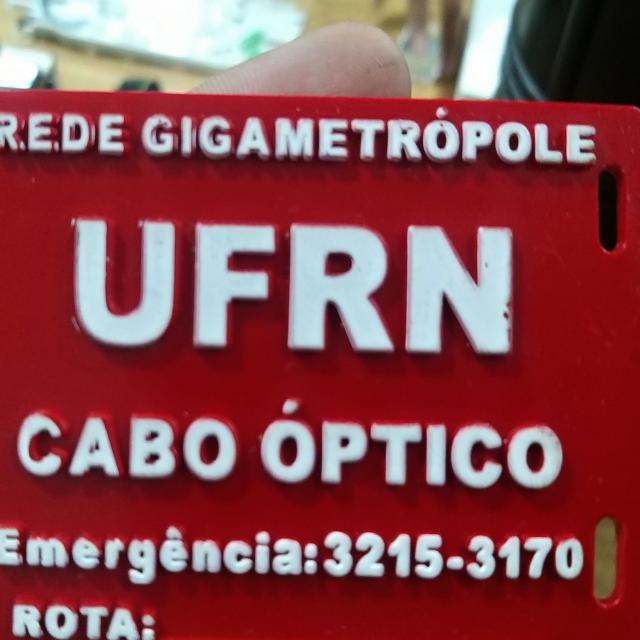 REDE GIGAMETRÓPOLE
UFRN
CABO ÓPTICO
Emergência:3215-3170
ROTA: